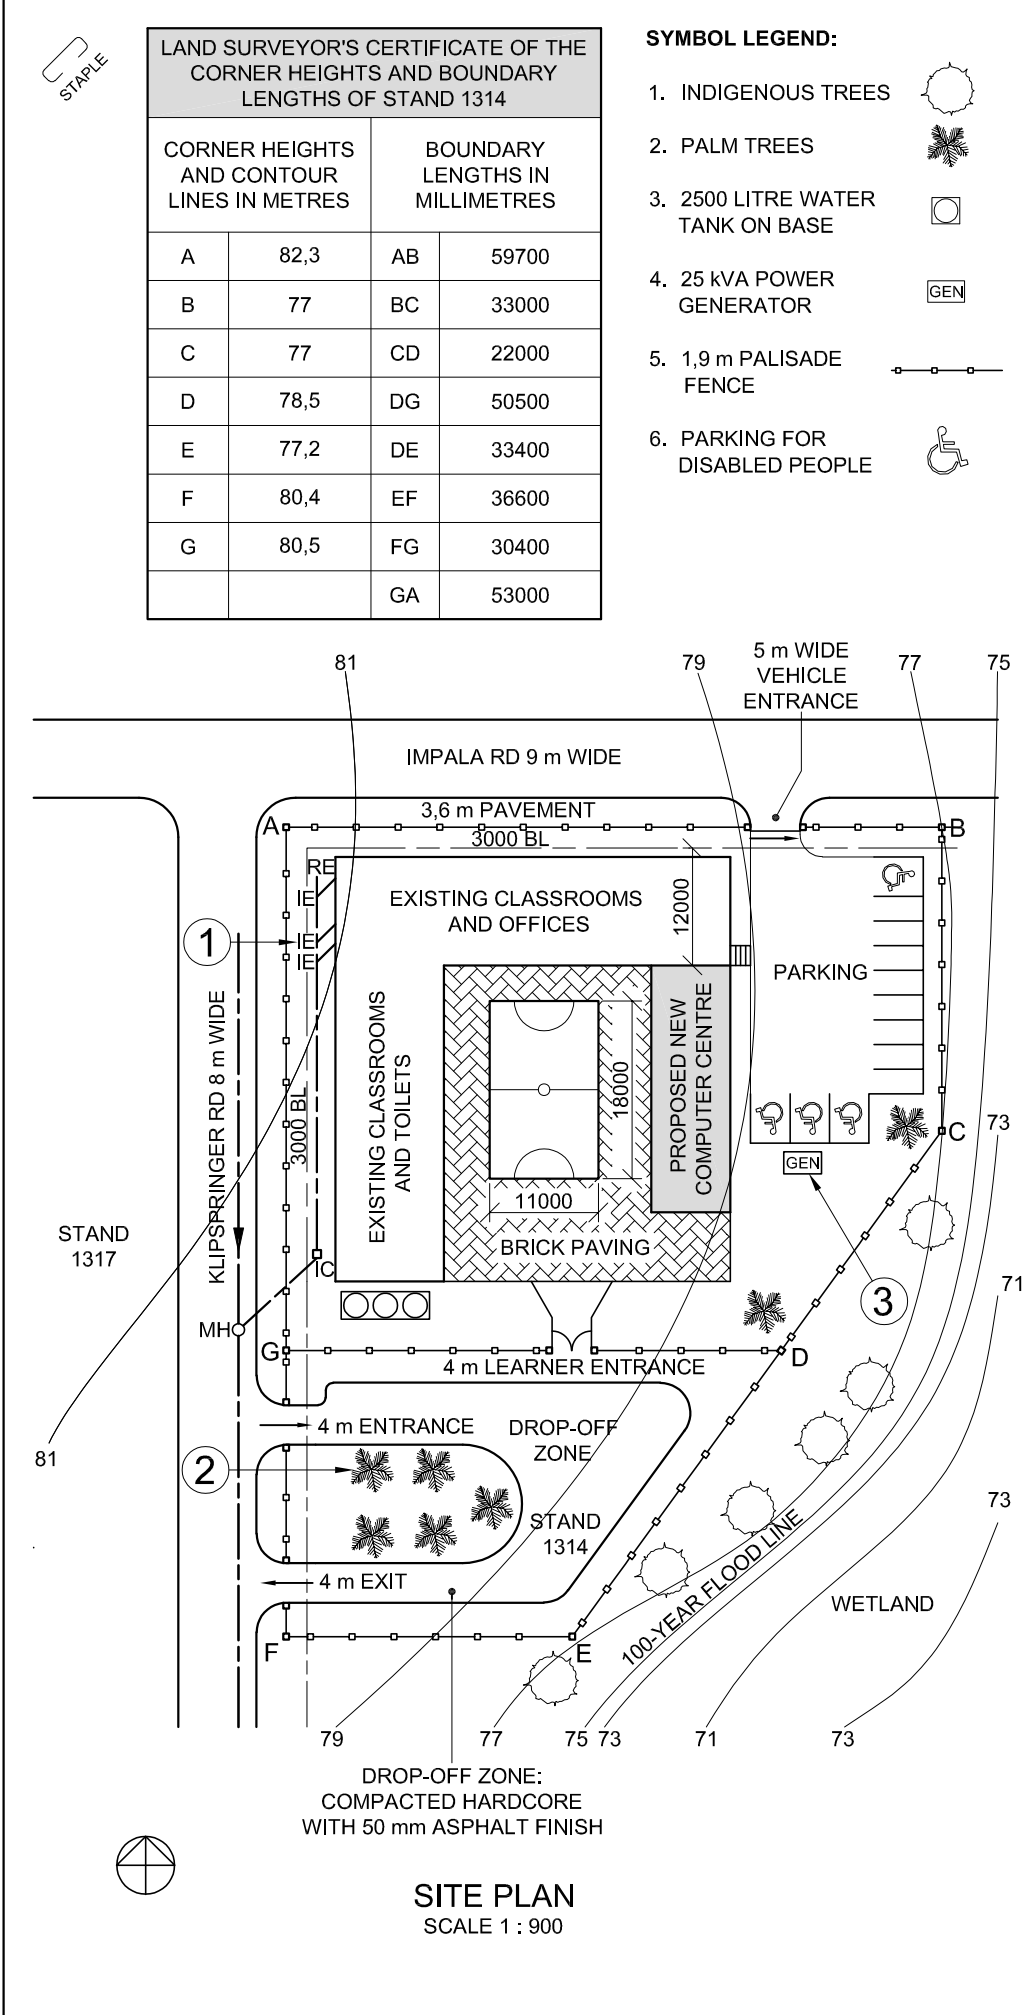 STAPLE
LAND SURVEYOR'S CERTIFICATE OF THE
CORNER HEIGHTS AND BOUNDARY
LENGTHS OF STAND 1314
CORNER HEIGHTS
AND CONTOUR
LINES IN METRES
BOUNDARY
LENGTHS IN
MILLIMETRES
A 82,3 AB 59700
B 77 BC 33000
C 77 CD 22000
D 78,5 DG 50500
E 77,2 DE 33400
F 80,4 EF 36600
G 80,5 FG 30400
GA 53000
SYMBOL LEGEND:
1. INDIGENOUS TREES
2. PALM TREES
3. 2500 LITRE WATER
TANK ON BASE
4. 25 kVA POWER
GENERATOR
GEN
5. 1,9 m PALISADE
FENCE
6. PARKING FOR
DISABLED PEOPLE
81
79
5 m WIDE
VEHICLE
ENTRANCE
77
75
IMPALA RD 9 m WIDE
3,6 m PAVEMENT
A
B
3000 BL
RE
IE
IE
IE
1
EXISTING CLASSROOMS
AND OFFICES
12000
PARKING
KLIPSPRINGER RD 8 m WIDE
3000 BL
EXISTING CLASSROOMS
AND TOILETS
18000
11000
PROPOSED NEW
COMPUTER CENTRE
C
73
GEN
BRICK PAVING
STAND
1317
IC
71
3
MH
G
D
4 m LEARNER ENTRANCE
4 m ENTRANCE
DROP-OFF
ZONE
81
2
STAND
1314
73
4 m EXIT
100-YEAR FLOOD LINE
WETLAND
F
E
79
77
75
73
71
73
DROP-OFF ZONE:
COMPACTED HARDCORE
WITH 50 mm ASPHALT FINISH
SITE PLAN
SCALE 1 : 900